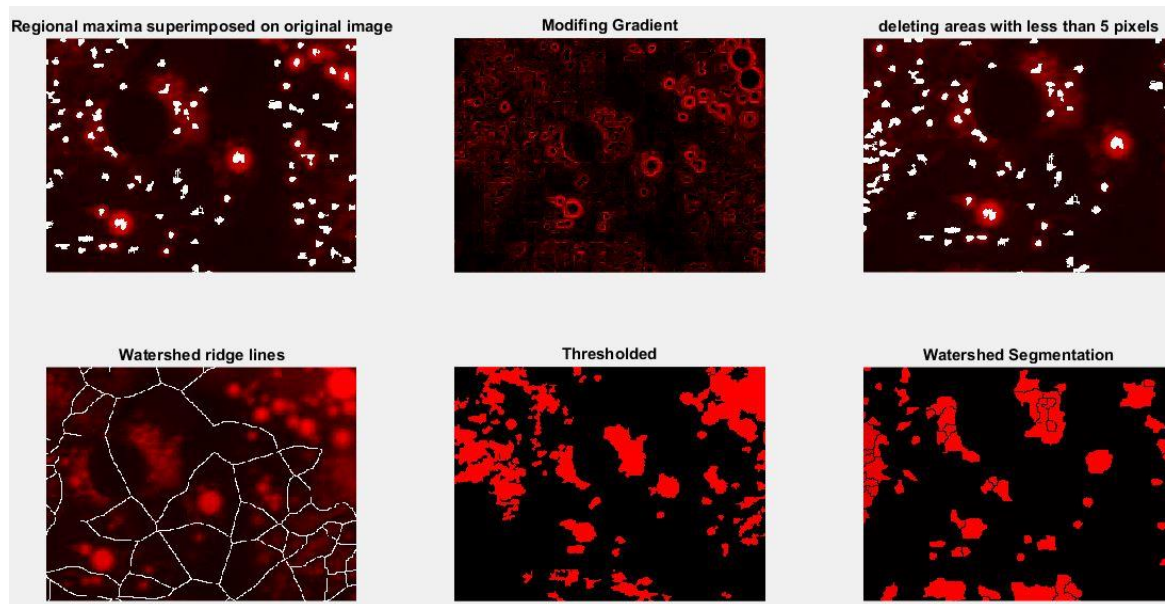 Regional maxima superimposed on original image
Modifing Gradient
deleting areas with less than 5 pixels
Watershed ridge lines
Thresholded
Watershed Segmentation